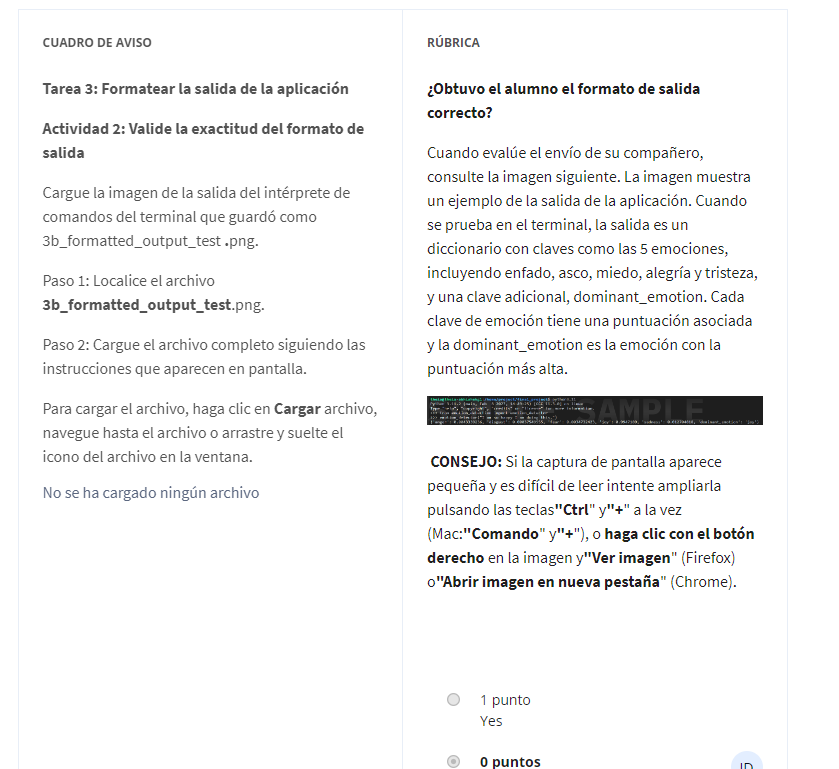 CUADRO DE AVISO
Tarea 3: Formatear la salida de la aplicación
Actividad 2: Valide la exactitud del formato de
salida
Cargue la imagen de la salida del intérprete de
comandos del terminal que guardó como
3b_formatted_output_test .png.
Paso 1: Localice el archivo
3b_formatted_output_test.png.
Paso 2: Cargue el archivo completo siguiendo las
instrucciones que aparecen en pantalla.
Para cargar el archivo, haga clic en Cargar archivo,
navegue hasta el archivo o arrastre y suelte el
icono del archivo en la ventana.
No se ha cargado ningún archivo
RÚBRICA
¿Obtuvo el alumno el formato de salida
correcto?
Cuando evalúe el envío de su compañero,
consulte la imagen siguiente. La imagen muestra
un ejemplo de la salida de la aplicación. Cuando
se prueba en el terminal, la salida es un
diccionario con claves como las 5 emociones,
incluyendo enfado, asco, miedo, alegría y tristeza,
y una clave adicional, dominant_emotion. Cada
clave de emoción tiene una puntuación asociada
y la dominant_emotion es la emoción con la
puntuación más alta.
SAMPLE
CONSEJO: Si la captura de pantalla aparece
pequeña y es difícil de leer intente ampliarla
pulsando las teclas"Ctrl" y"+" a la vez
(Mac:"Comando" y"+"), o haga clic con el botón
derecho en la imagen y"Ver imagen" (Firefox)
o"Abrir imagen en nueva pestaña" (Chrome).
1 punto
Yes
0 puntos